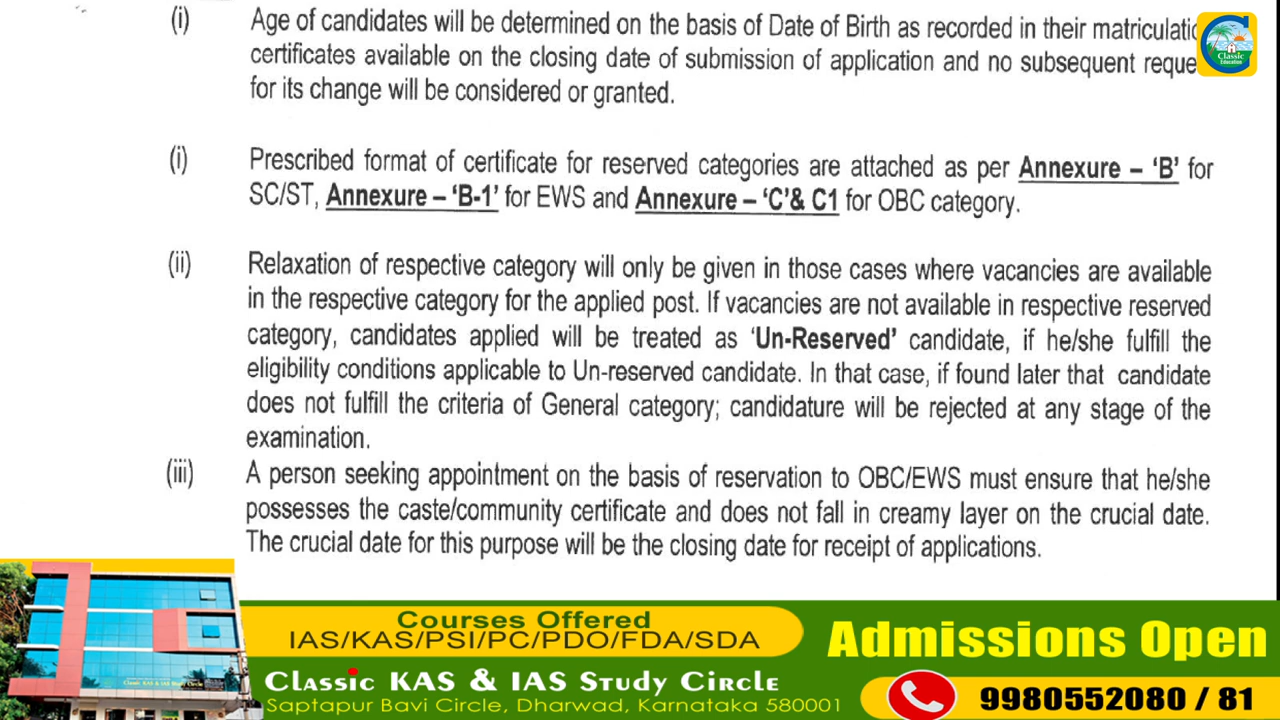 (i) Age of candidates will be determined on the basis of Date of Birth as recorded in their
certificates available on the closing date of submission of application and no subsequent
for its change will be considered or granted.
(i) Prescribed format of certificate for reserved categories are attached as per Annexure – 'B' for
SC/ST, Annexure – 'B-1' for EWS and Annexure – 'C'& C1 for OBC category.
(ii) Relaxation of respective category will only be given in those cases where vacancies are available
in the respective category for the applied post. If vacancies are not available in respective reserved
category, candidates applied will be treated as 'Un-Reserved' candidate, if he/she fulfill the
eligibility conditions applicable to Un-reserved candidate. In that case, if found later that candidate
does not fulfill the criteria of General category; candidature will be rejected at any stage of the
examination.
(iii) A person seeking appointment on the basis of reservation to OBC/EWS must ensure that he/she
possesses the caste/community certificate and does not fall in creamy layer on the crucial date.
The crucial date for this purpose will be the closing date for receipt of applications.
Classic
Education
Courses Offered
IAS/KAS/PSI/PC/PDO/FDA/SDA
Classic KAS & IAS Study Circle
Saptapur Bavi Circle, Dharwad, Karnataka 580001
Admissions Open
9980552080 / 81
Classic KAS & IAS Study Circle